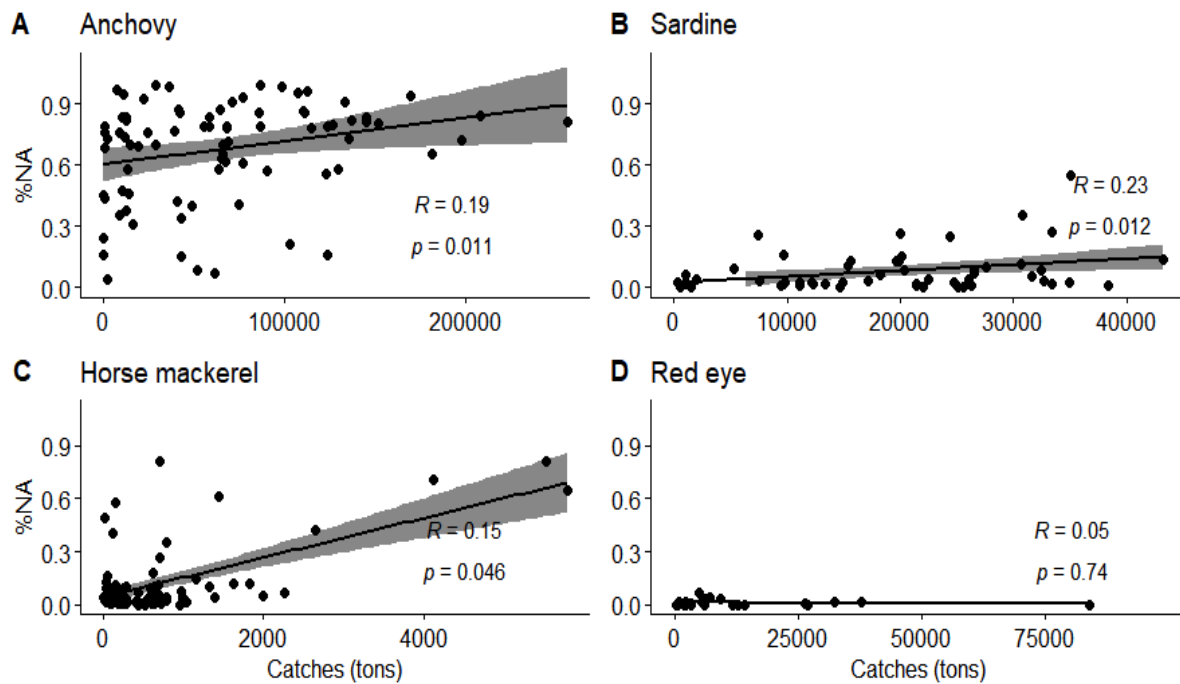 A Anchovy
%NA
0.9
0.6
0.3
0.0
R = 0.19
p = 0.011
0 100000 200000
B Sardine
0.9
0.6
0.3
0.0
R = 0.23
p = 0.012
0 10000 20000 30000 40000
C Horse mackerel
%NA
0.9
0.6
0.3
0.0
R = 0.15
p = 0.046
0 2000 4000
Catches (tons)
D Red eye
0.9
0.6
0.3
0.0
R = 0.05
p = 0.74
0 25000 50000 75000
Catches (tons)